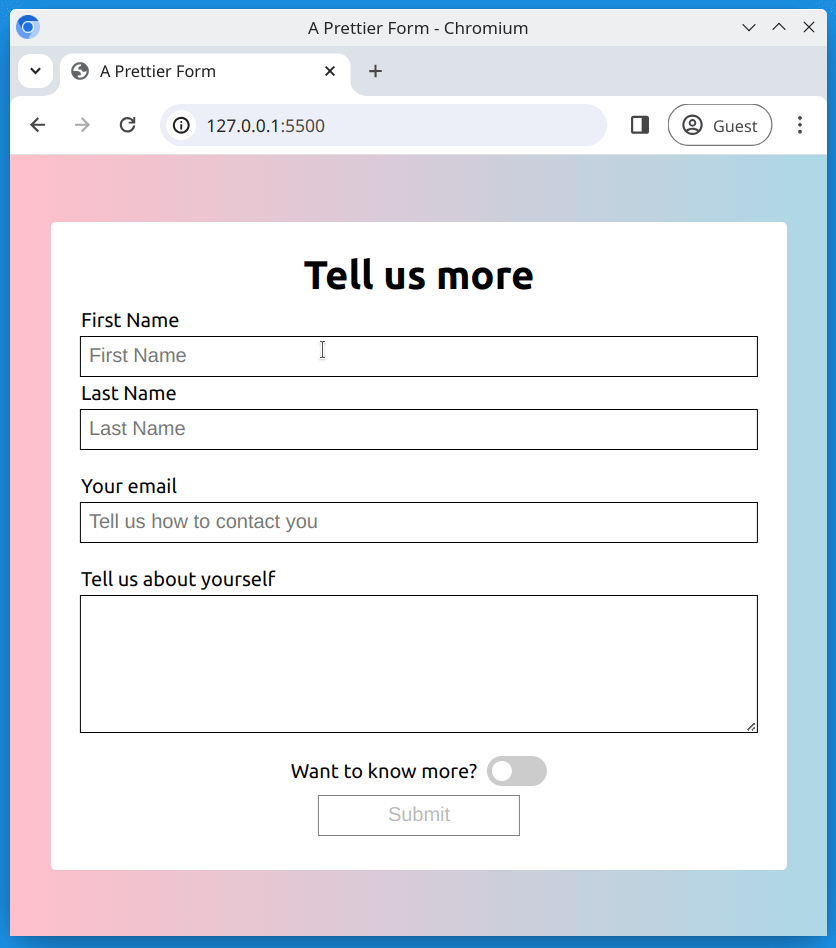 A Prettier Form - Chromium
A Prettier Form
127.0.0.1:5500
Guest
Tell us more
First Name
First Name
Last Name
Last Name
Your email
Tell us how to contact you
Tell us about yourself
Want to know more?
Submit